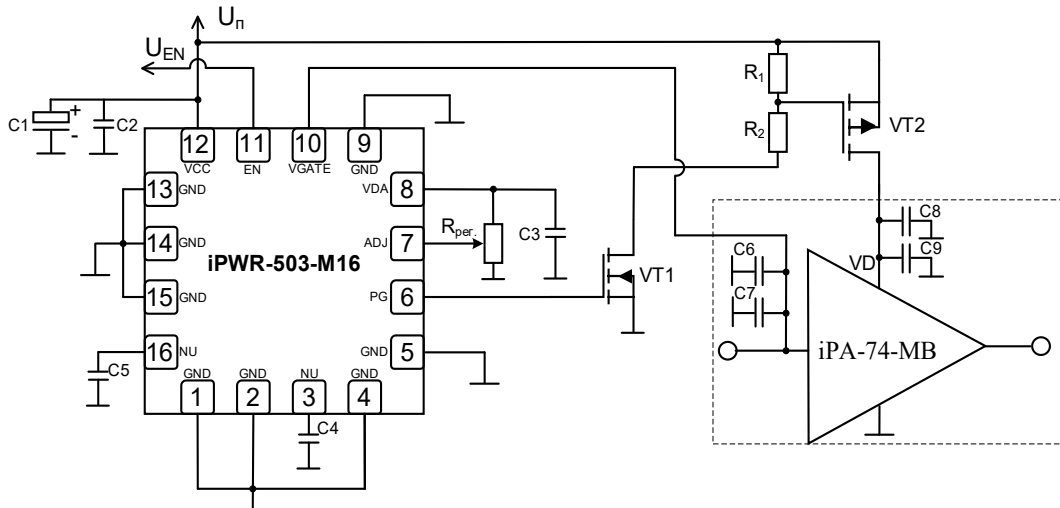 Uп
UEN
C1
+
-
C2
12
11
10
9
VCC
EN
VGATE
GND
13
GND
14
GND
15
GND
16
NU
C5
iPWR-503-M16
VDA
8
ADJ
7
PG
6
GND
5
GND
GND
NU
GND
1
2
3
4
C4
Rрег.
C3
VT1
R1
R2
VT2
C8
C9
VD
C6
C7
iPA-74-MB